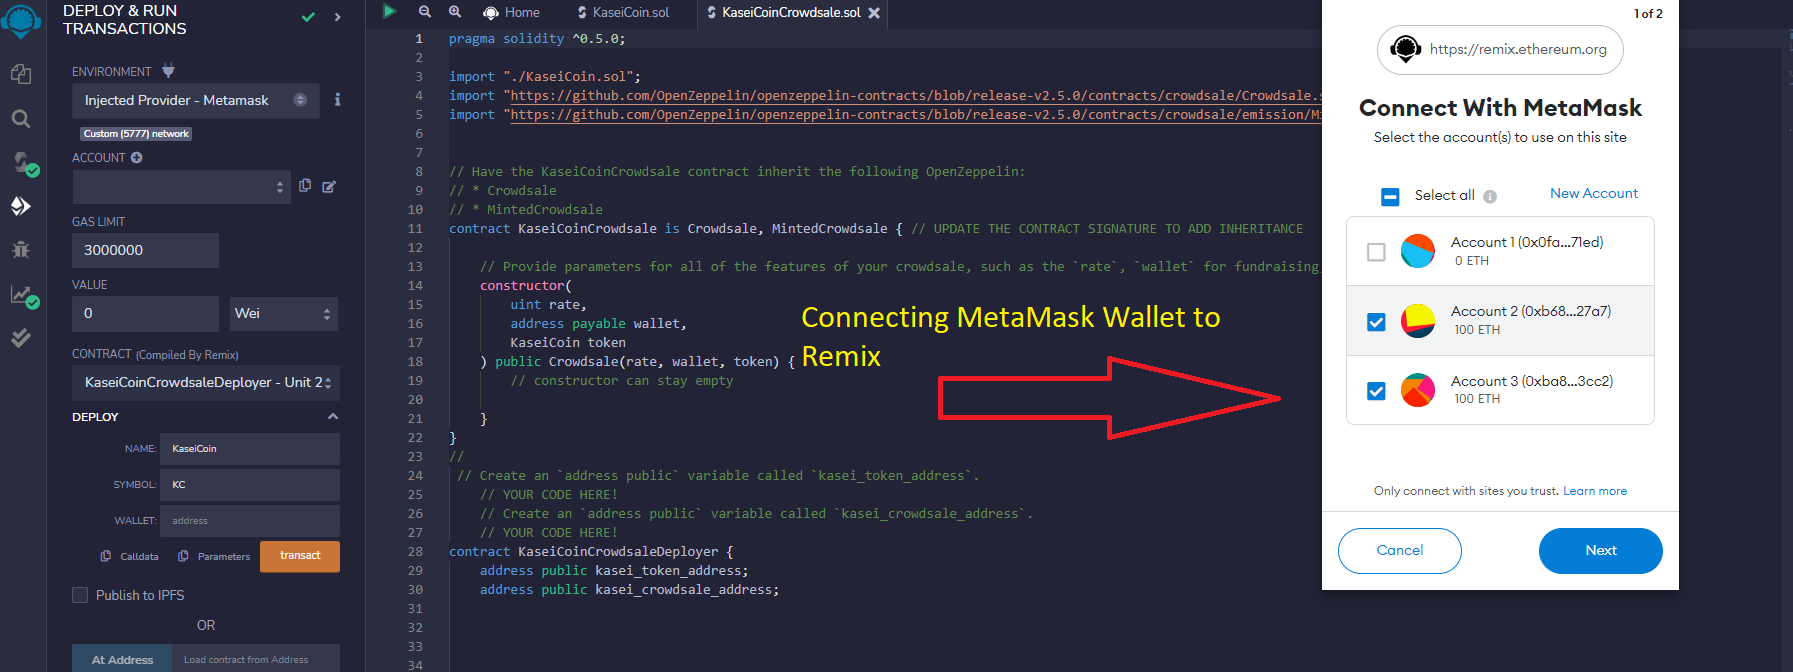 DEPLOY & RUN
TRANSACTIONS
ENVIRONMENT
Injected Provider - Metamask
Custom (5777) network
ACCOUNT
GAS LIMIT
3000000
VALUE
0
Wei
CONTRACT (Compiled By Remix)
KaseiCoinCrowdsaleDeployer - Unit 2
DEPLOY
NAME: KaseiCoin
SYMBOL: KC
WALLET: address
Calldata Parameters transact
Publish to IPFS
OR
At Address Load contract from Address
Home KaseiCoin.sol KaseiCoinCrowdsale.sol
1 pragma solidity ^0.5.0;
2
3 import "./KaseiCoin.sol";
4 import "https://github.com/OpenZeppelin/openzeppelin-contracts/blob/release-v2.5.0/contracts/crowdsale/Crowdsale.s
5 import "https://github.com/OpenZeppelin/openzeppelin-contracts/blob/release-v2.5.0/contracts/crowdsale/emission/Mi
6
7
8 // Have the KaseiCoinCrowdsale contract inherit the following OpenZeppelin:
9 // * Crowdsale
10 // * MintedCrowdsale
11 contract KaseiCoinCrowdsale is Crowdsale, MintedCrowdsale { // UPDATE THE CONTRACT SIGNATURE TO ADD INHERITANCE
12
13 // Provide parameters for all of the features of your crowdsale, such as the `rate`, `wallet` for fundraising,
14 constructor(
15 uint rate,
16 address payable wallet,
17 KaseiCoin token
18 ) public Crowdsale(rate, wallet, token) {
19 // constructor can stay empty
20
21 }
22 }
23 //
24 // Create an `address public` variable called `kasei_token_address`.
25 // YOUR CODE HERE!
26 // Create an `address public` variable called `kasei_crowdsale_address`.
27 // YOUR CODE HERE!
28 contract KaseiCoinCrowdsaleDeployer {
29 address public kasei_token_address;
30 address public kasei_crowdsale_address;
31
32
33
34
Connecting MetaMask Wallet to
Remix
1 of 2
https://remix.ethereum.org
Connect With MetaMask
Select the account(s) to use on this site
Select all New Account
Account 1 (0x0fa...71ed)
0 ETH
Account 2 (0xb68...27a7)
100 ETH
Account 3 (0xba8...3cc2)
100 ETH
Only connect with sites you trust. Learn more
Cancel Next